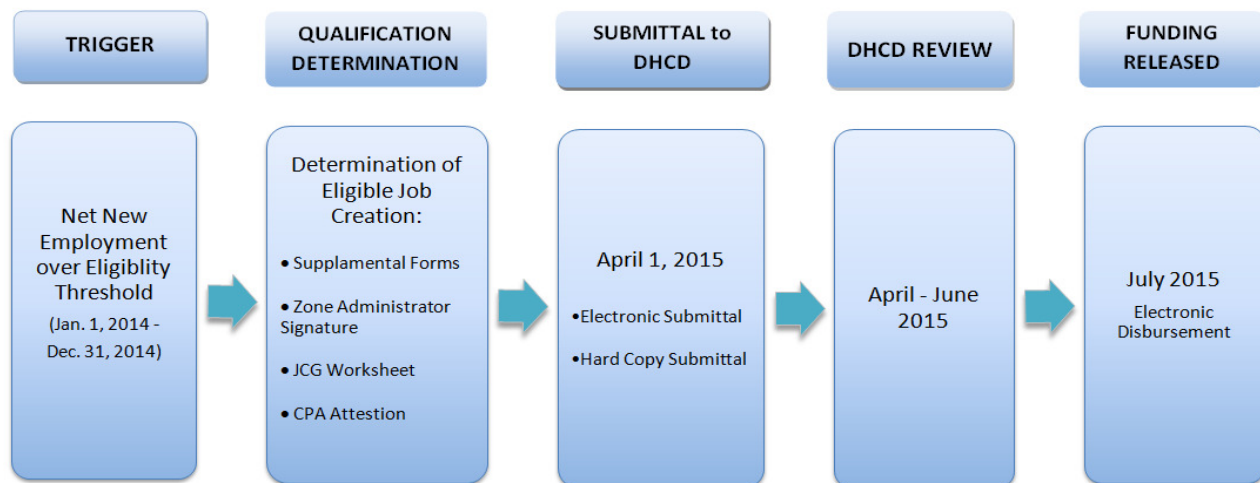 TRIGGER
QUALIFICATION
DETERMINATION
SUBMITTAL to
DHCD
DHCD REVIEW
FUNDING
RELEASED
Net New
Employment
over Eligiblity
Threshold
(Jan. 1, 2014 -
Dec. 31, 2014)
Determination of
Eligible Job
Creation:
• Supplamental Forms
• Zone Administrator
Signature
• JCG Worksheet
• CPA Attestion
April 1, 2015
•Electronic Submittal
•Hard Copy Submittal
April - June
2015
July 2015
Electronic
Disbursement